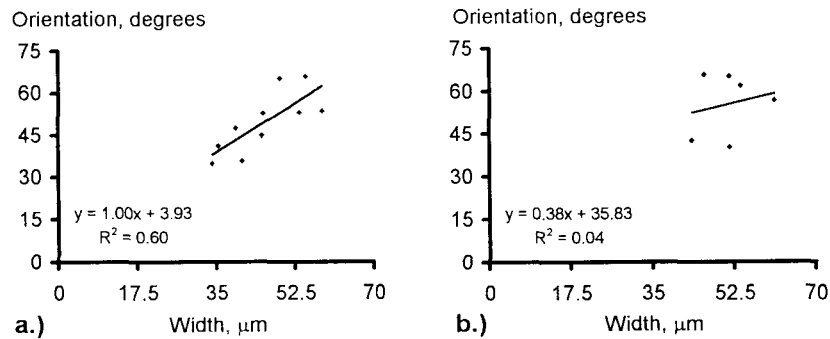 Orientation, degrees
75
60
45
30
15
0
y = 1.00x + 3.93
R² = 0.60
0 17.5 35 52.5 70
a.) Width, μm
Orientation, degrees
75
60
45
30
15
0
y = 0.38x + 35.83
R² = 0.04
0 17.5 35 52.5 70
b.) Width, μm